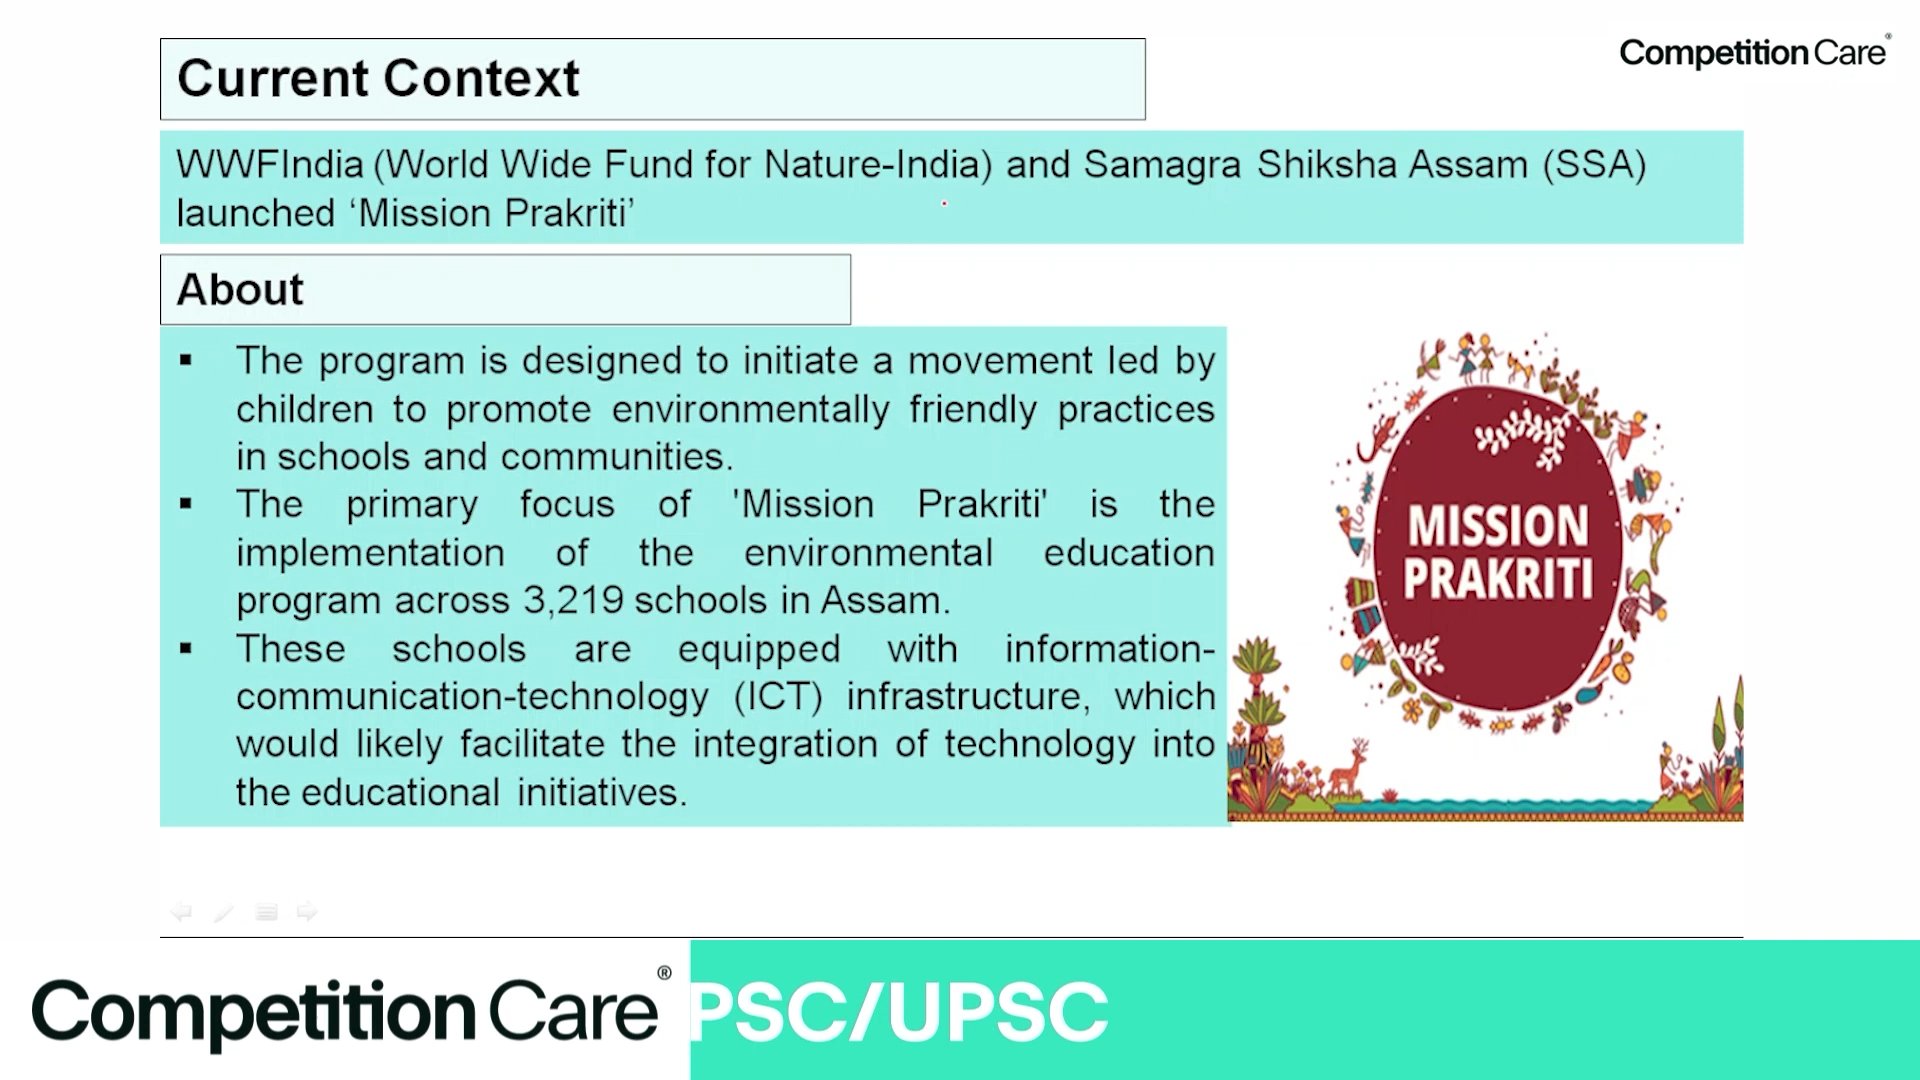 Current Context
CompetitionCare®
WWFIndia (World Wide Fund for Nature-India) and Samagra Shiksha Assam (SSA)
launched ‘Mission Prakriti’
About
▪ The program is designed to initiate a movement led by
children to promote environmentally friendly practices
in schools and communities.
▪ The primary focus of 'Mission Prakriti' is the
implementation of the environmental education
program across 3,219 schools in Assam.
▪ These schools are equipped with information-
communication-technology (ICT) infrastructure, which
would likely facilitate the integration of technology into
the educational initiatives.
MISSION
PRAKRITI
CompetitionCare®
PSC/UPSC